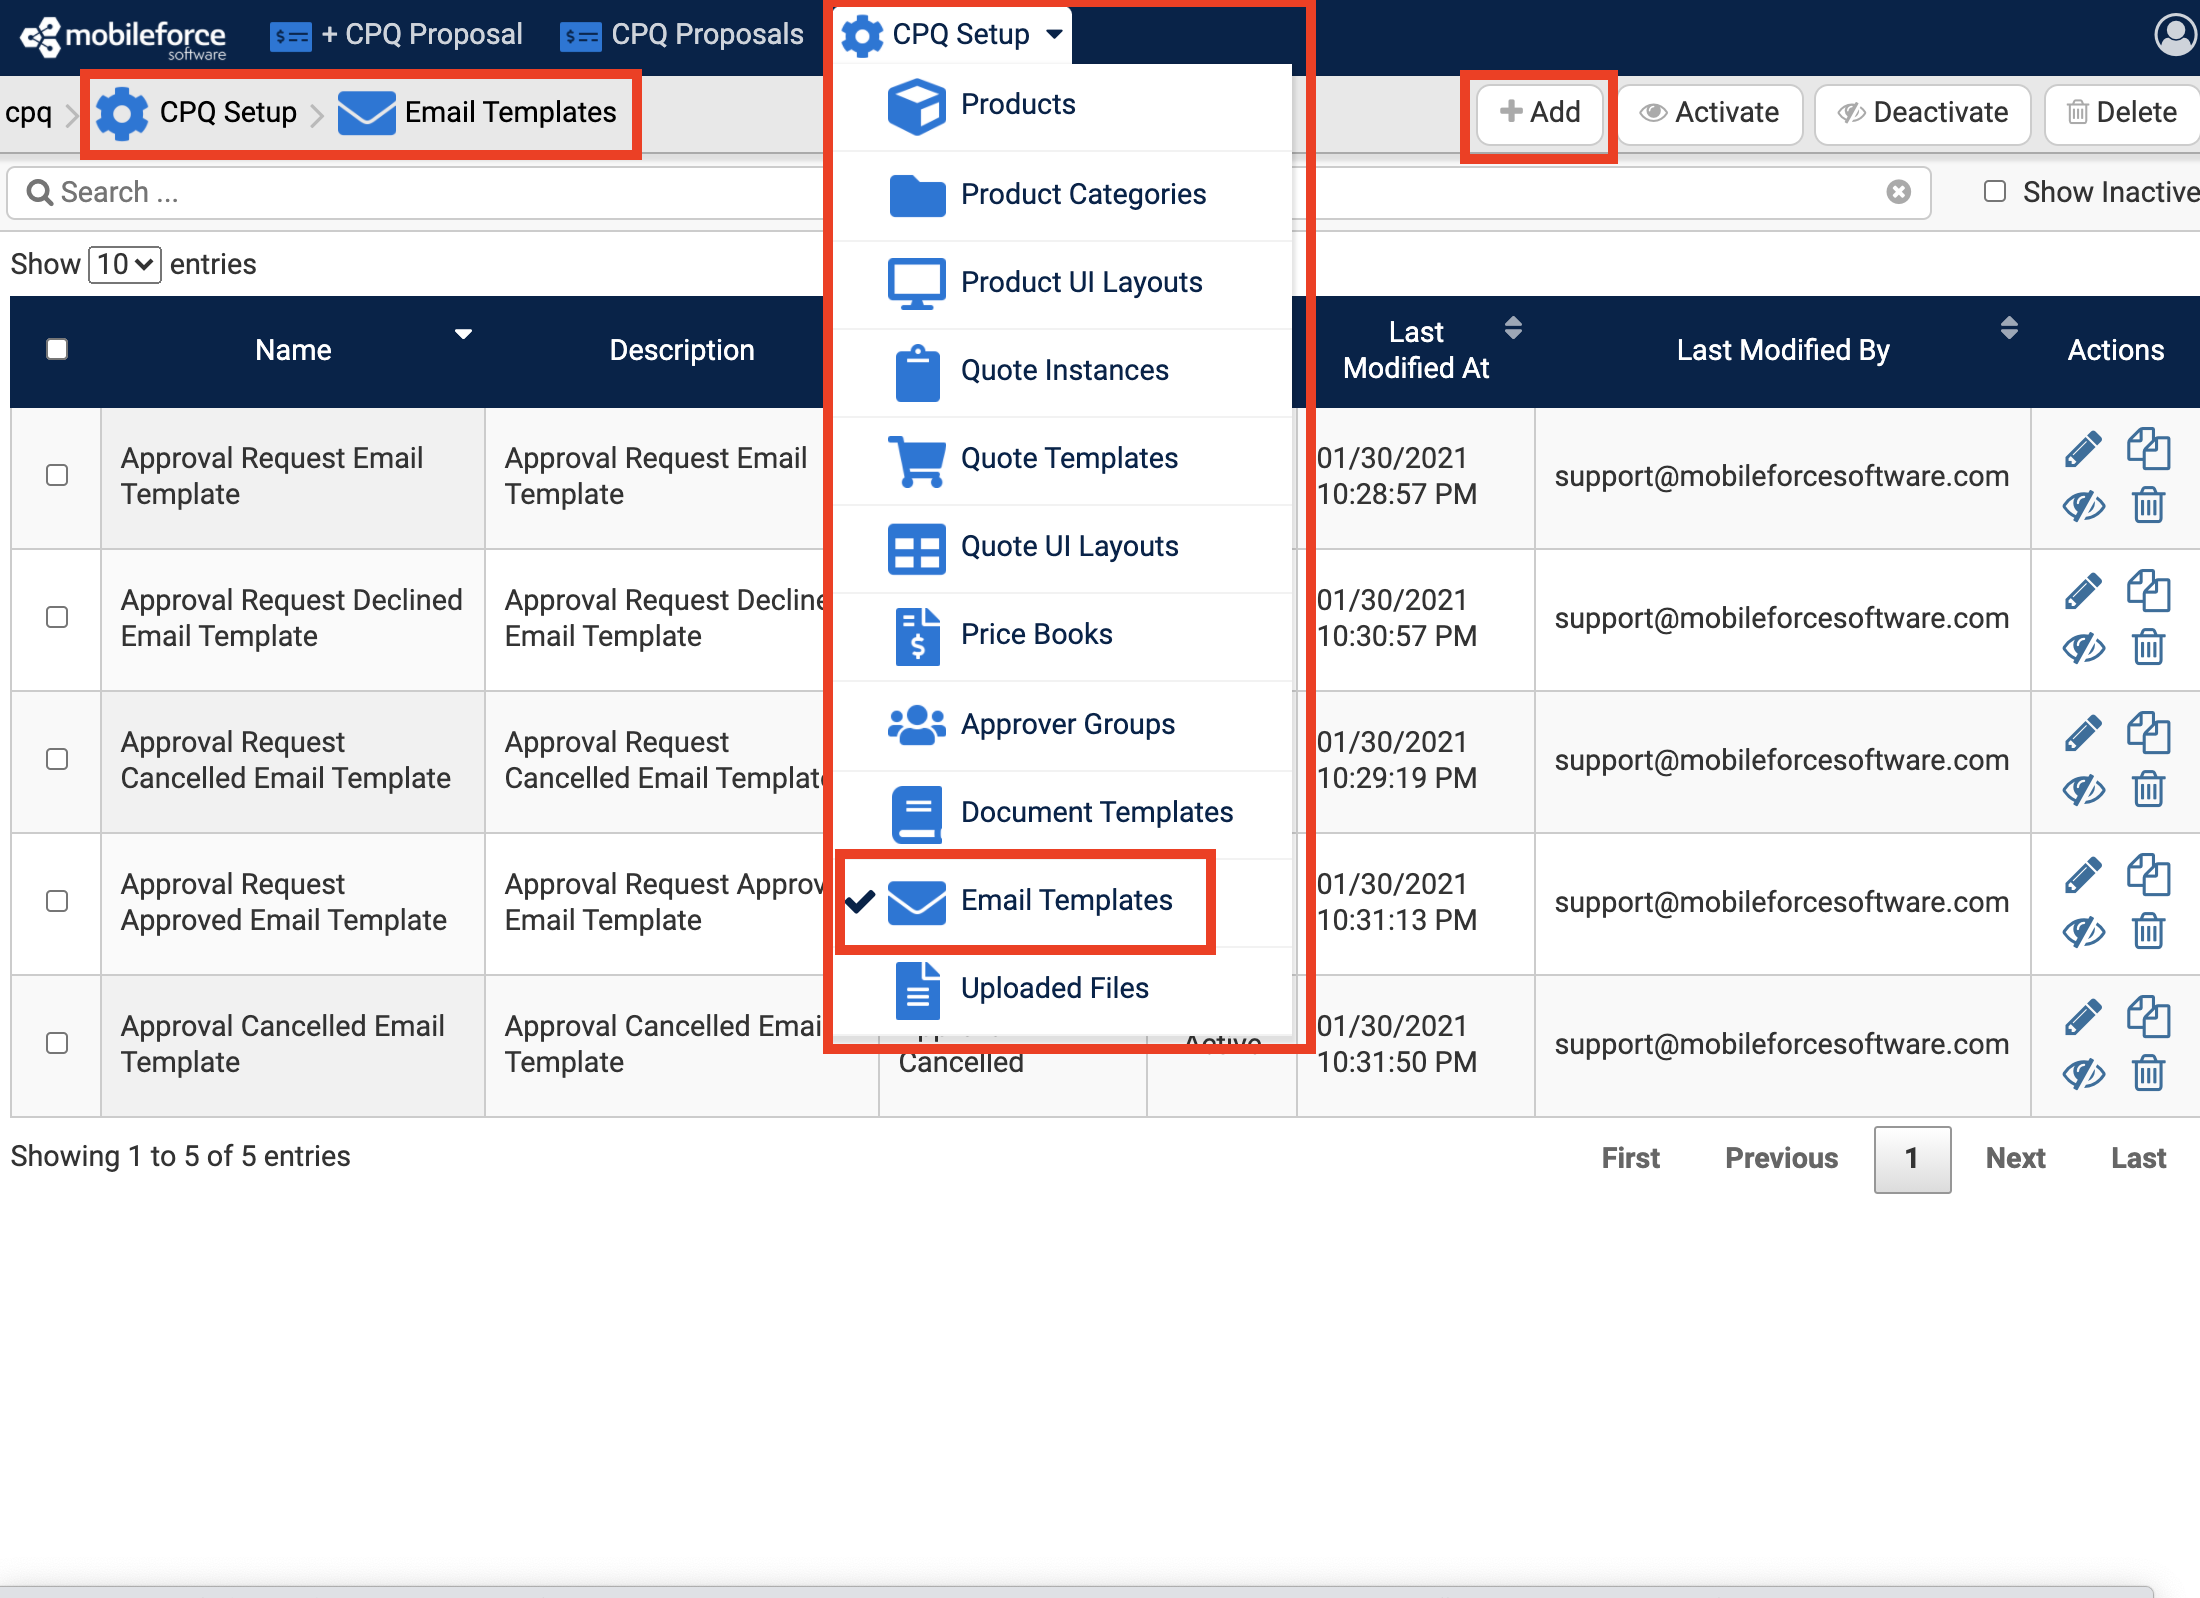 mobileforce
software
+ CPQ Proposal
CPQ Proposals
CPQ Setup
cpq
CPQ Setup
Email Templates
Add
Activate
Deactivate
Delete
Search ...
Show Inactive
Show 10 entries
Products
Product Categories
Product UI Layouts
Quote Instances
Quote Templates
Quote UI Layouts
Price Books
Approver Groups
Document Templates
Email Templates
Uploaded Files
Name
Description
Last
Modified At
Last Modified By
Actions
Approval Request Email
Template
Approval Request Email
Template
01/30/2021
10:28:57 PM
support@mobileforcesoftware.com
Approval Request Declined
Email Template
Approval Request Decline
Email Template
01/30/2021
10:30:57 PM
support@mobileforcesoftware.com
Approval Request
Cancelled Email Template
Approval Request
Cancelled Email Template
01/30/2021
10:29:19 PM
support@mobileforcesoftware.com
Approval Request
Approved Email Template
Approval Request Approv
Email Template
01/30/2021
10:31:13 PM
support@mobileforcesoftware.com
Approval Cancelled Email
Template
Approval Cancelled Emai
Template
Cancelled
Active
01/30/2021
10:31:50 PM
support@mobileforcesoftware.com
Showing 1 to 5 of 5 entries
First
Previous
1
Next
Last